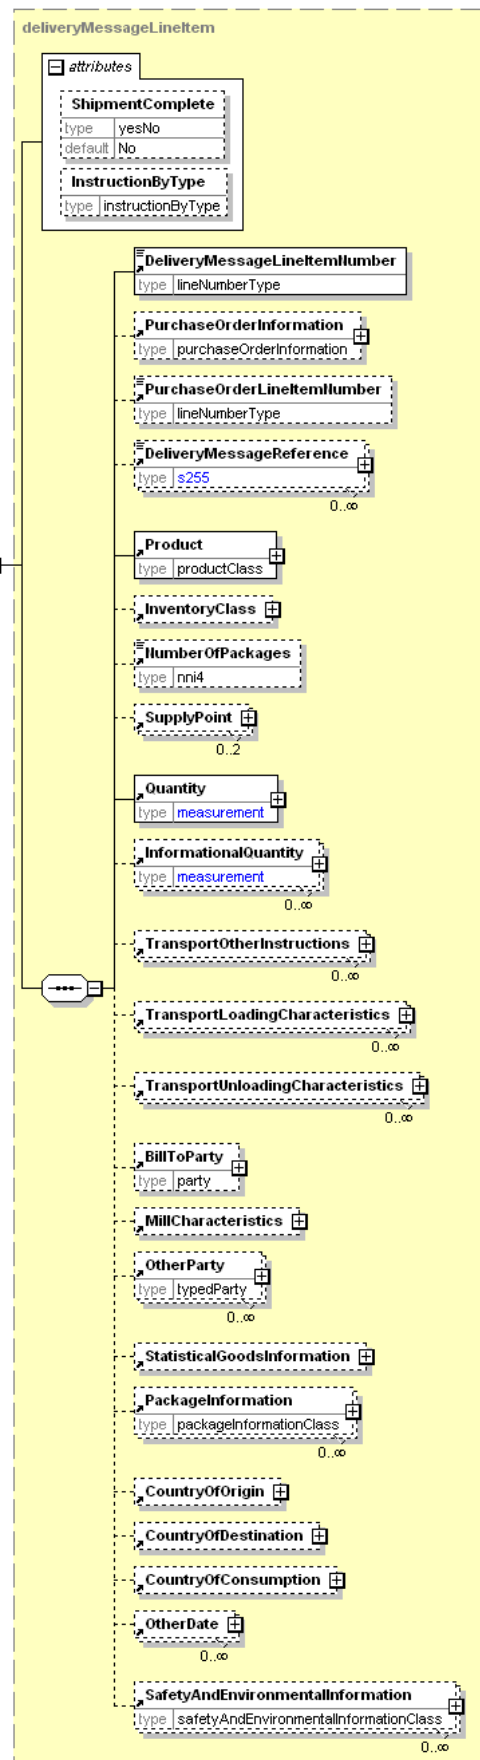 deliveryMessageLineItem
attributes
ShipmentComplete
type yesNo
default No
InstructionByType
type instructionByType
DeliveryMessageLineItemNumber
type lineNumberType
PurchaseOrderInformation
type purchaseOrderInformation
PurchaseOrderLineItemNumber
type lineNumberType
DeliveryMessageReference
type s255
0..∞
Product
type productClass
InventoryClass
NumberOfPackages
type nni4
SupplyPoint
0..2
Quantity
type measurement
InformationalQuantity
type measurement
0..∞
TransportOtherInstructions
0..∞
TransportLoadingCharacteristics
0..∞
TransportUnloadingCharacteristics
0..∞
BillToParty
type party
MillCharacteristics
OtherParty
type typedParty
0..∞
StatisticalGoodsInformation
PackageInformation
type packageInformationClass
0..∞
CountryOfOrigin
CountryOfDestination
CountryOfConsumption
OtherDate
0..∞
SafetyAndEnvironmentalInformation
type safetyAndEnvironmentalInformationClass
0..∞